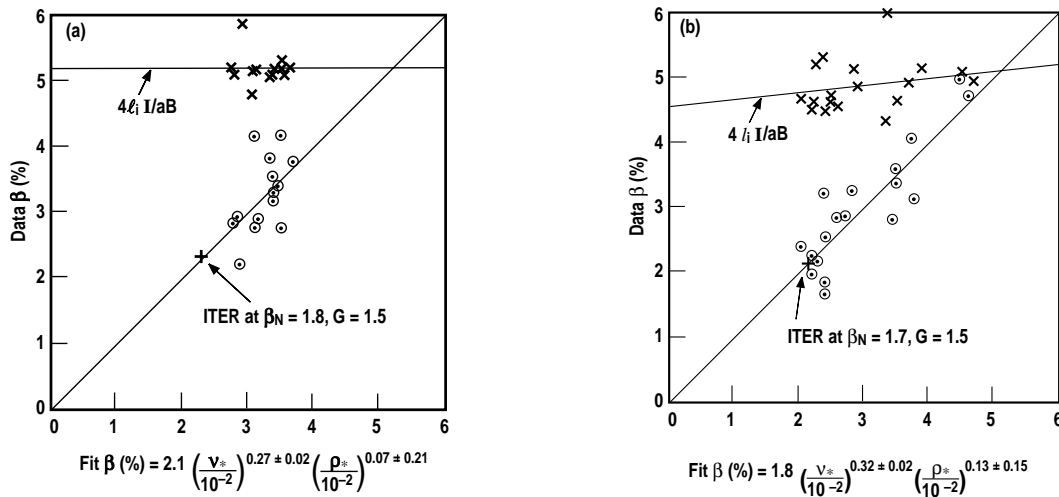 (a)
6
5
4
3
2
1
0
Data β (%)
4ℓi I/aB
ITER at βN = 1.8, G = 1.5
0 1 2 3 4 5 6
Fit β (%) = 2.1 (ν*/10−2)0.27 ± 0.02 (ρ*/10−2)0.07 ± 0.21
(b)
6
5
4
3
2
1
0
Data β (%)
4 li I/aB
ITER at βN = 1.7, G = 1.5
0 1 2 3 4 5 6
Fit β (%) = 1.8 (ν*/10−2)0.32 ± 0.02 (ρ*/10−2)0.13 ± 0.15